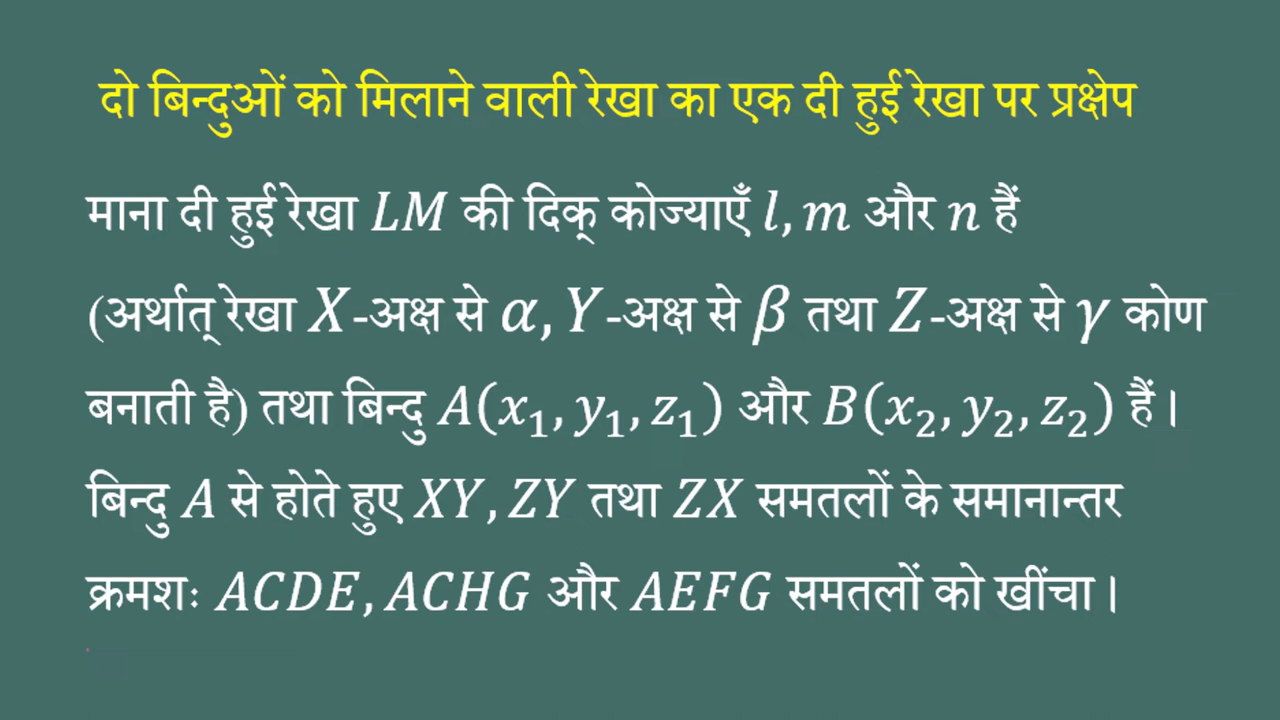 दो बिन्दुओं को मिलाने वाली रेखा का एक दी हुई रेखा पर प्रक्षेप
माना दी हुई रेखा LM की दिक् कोज्याएँ l, m और n हैं
(अर्थात् रेखा X-अक्ष से α, Y-अक्ष से β तथा Z-अक्ष से γ कोण
बनाती है) तथा बिन्दु A(x₁, y₁, z₁) और B(x₂, y₂, z₂) हैं।
बिन्दु A से होते हुए XY, ZY तथा ZX समतलों के समानान्तर
क्रमशः ACDE, ACHG और AEFG समतलों को खींचा।